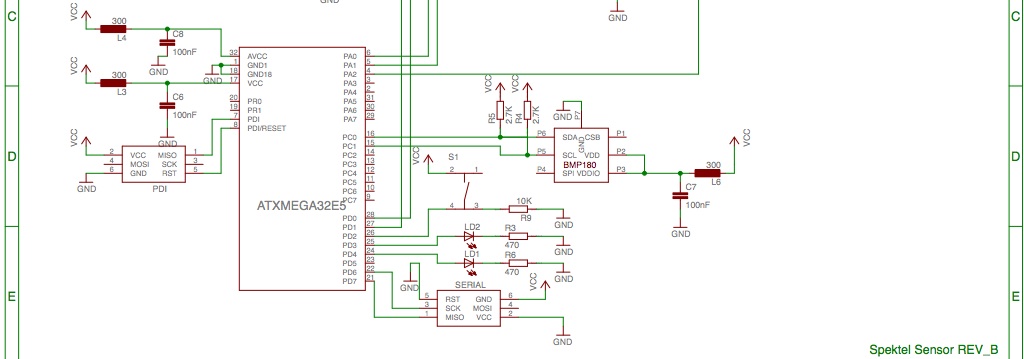 GND
GND
C
C
VCC
300
L4
C8
100nF
GND
VCC
300
L3
C6
100nF
GND
GND
32 AVCC
1 GND1
18 GND18
17 VCC
20 PR0
19 PR1
7 PDI
8 PDI/RESET
PA0 6
PA1 5
PA2 4
PA3 3
PA4 2
PA5 31
PA6 30
PA7 29
PC0 16
PC1 15
PC2 14
PC3 13
PC4 12
PC5 11
PC6 10
PC7 9
ATXMEGA32E5
PD0 28
PD1 27
PD2 26
PD3 25
PD4 24
PD5 23
PD6 22
PD7 21
D
D
VCC
2 VCC MISO 1
4 MOSI SCK 3
6 GND RST 5
PDI
GND
VCC
VCC
R5
2.7K
R4
2.7K
GND
P7
P6 SDA CSB P1
GND
P5 SCL VDD P2
BMP180
P4 SPI VDDIO P3
300
L6
VCC
C7
100nF
GND
VCC
S1
2 1
4 3
10K
R9
GND
LD2
R3
470
GND
LD1
R6
470
GND
E
E
GND
SERIAL
VCC
5 RST GND 6
3 SCK MOSI 4
1 MISO VCC 2
GND
Spektel Sensor REV_B